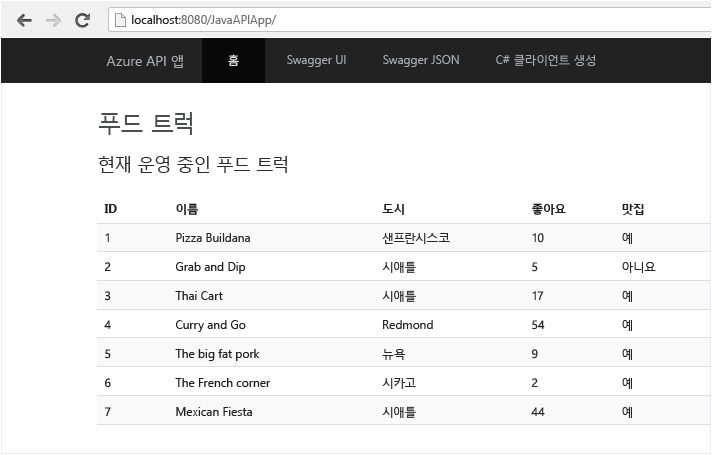 localhost:8080/JavaAPIApp/
Azure API 앱 홈 Swagger UI Swagger JSON C# 클라이언트 생성
푸드 트럭
현재 운영 중인 푸드 트럭
ID 이름 도시 좋아요 맛집
1 Pizza Buildana 샌프란시스코 10 예
2 Grab and Dip 시애틀 5 아니요
3 Thai Cart 시애틀 17 예
4 Curry and Go Redmond 54 예
5 The big fat pork 뉴욕 9 예
6 The French corner 시카고 2 예
7 Mexican Fiesta 시애틀 44 예